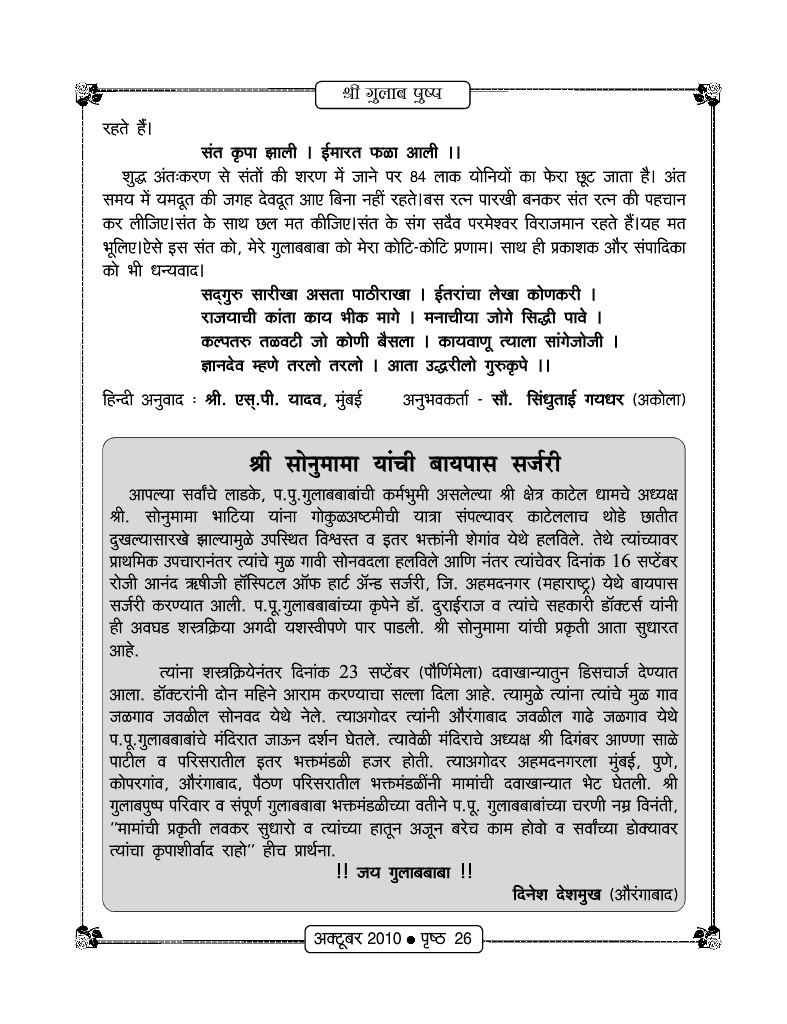 श्री गुलाब पुष्प
रहते हैं।
संत कृपा झाली । ईमारत फळा आली ।।
शुद्ध अंतःकरण से संतों की शरण में जाने पर 84 लाक योनियों का फेरा छूट जाता है। अंत
समय में यमदूत की जगह देवदूत आए बिना नहीं रहते।बस रत्न पारखी बनकर संत रत्न की पहचान
कर लीजिए।संत के साथ छल मत कीजिए।संत के संग सदैव परमेश्वर विराजमान रहते हैं।यह मत
भूलिए।ऐसे इस संत को, मेरे गुलाबबाबा को मेरा कोटि-कोटि प्रणाम। साथ ही प्रकाशक और संपादिका
को भी धन्यवाद।
सद्‌गुरु सारीखा असता पाठीराखा । ईतरांचा लेखा कोणकरी ।
राजयाची कांता काय भीक मागे । मनाचीया जोगे सिद्धी पावे ।
कल्पतरु तळवटी जो कोणी बैसला । कायवाणू त्याला सांगेजोजी ।
ज्ञानदेव म्हणे तरलो तरलो । आता उद्धरीलो गुरुकृपे ।।
हिन्दी अनुवाद : श्री. एस्.पी. यादव, मुंबई अनुभवकर्ता - सौ. सिंधुताई गयधर (अकोला)
श्री सोनुमामा यांची बायपास सर्जरी
आपल्या सर्वांचे लाडके, प.पु.गुलाबबाबांची कर्मभुमी असलेल्या श्री क्षेत्र काटेल धामचे अध्यक्ष
श्री. सोनुमामा भाटिया यांना गोकुळअष्टमीची यात्रा संपल्यावर काटेललाच थोडे छातीत
दुखल्यासारखे झाल्यामुळे उपस्थित विश्वस्त व इतर भक्तांनी शेगांव येथे हलविले. तेथे त्यांच्यावर
प्राथमिक उपचारानंतर त्यांचे मुळ गावी सोनवदला हलविले आणि नंतर त्यांचेवर दिनांक 16 सप्टेंबर
रोजी आनंद ऋषीजी हॉस्पिटल ऑफ हार्ट अॅन्ड सर्जरी, जि. अहमदनगर (महाराष्ट्र) येथे बायपास
सर्जरी करण्यात आली. प.पू.गुलाबबाबांच्या कृपेने डॉ. दुराईराज व त्यांचे सहकारी डॉक्टर्स यांनी
ही अवघड शस्त्रक्रिया अगदी यशस्वीपणे पार पाडली. श्री सोनुमामा यांची प्रकृती आता सुधारत
आहे.
त्यांना शस्त्रक्रियेनंतर दिनांक 23 सप्टेंबर (पौर्णिमेला) दवाखान्यातुन डिसचार्ज देण्यात
आला. डॉक्टरांनी दोन महिने आराम करण्याचा सल्ला दिला आहे. त्यामुळे त्यांना त्यांचे मुळ गाव
जळगाव जवळील सोनवद येथे नेले. त्याअगोदर त्यांनी औरंगाबाद जवळील गाढे जळगाव येथे
प.पू.गुलाबबाबांचे मंदिरात जाऊन दर्शन घेतले. त्यावेळी मंदिराचे अध्यक्ष श्री दिगंबर आण्णा साळे
पाटील व परिसरातील इतर भक्तमंडळी हजर होती. त्याअगोदर अहमदनगरला मुंबई, पुणे,
कोपरगांव, औरंगाबाद, पैठण परिसरातील भक्तमंडळींनी मामांची दवाखान्यात भेट घेतली. श्री
गुलाबपुष्प परिवार व संपूर्ण गुलाबबाबा भक्तमंडळीच्या वतीने प.पू. गुलाबबाबांच्या चरणी नम्र विनंती,
"मामांची प्रकृती लवकर सुधारो व त्यांच्या हातून अजून बरेच काम होवो व सर्वांच्या डोक्यावर
त्यांचा कृपाशीर्वाद राहो" हीच प्रार्थना.
!! जय गुलाबबाबा !!
दिनेश देशमुख (औरंगाबाद)
अक्टूबर 2010 ● पृष्ठ 26